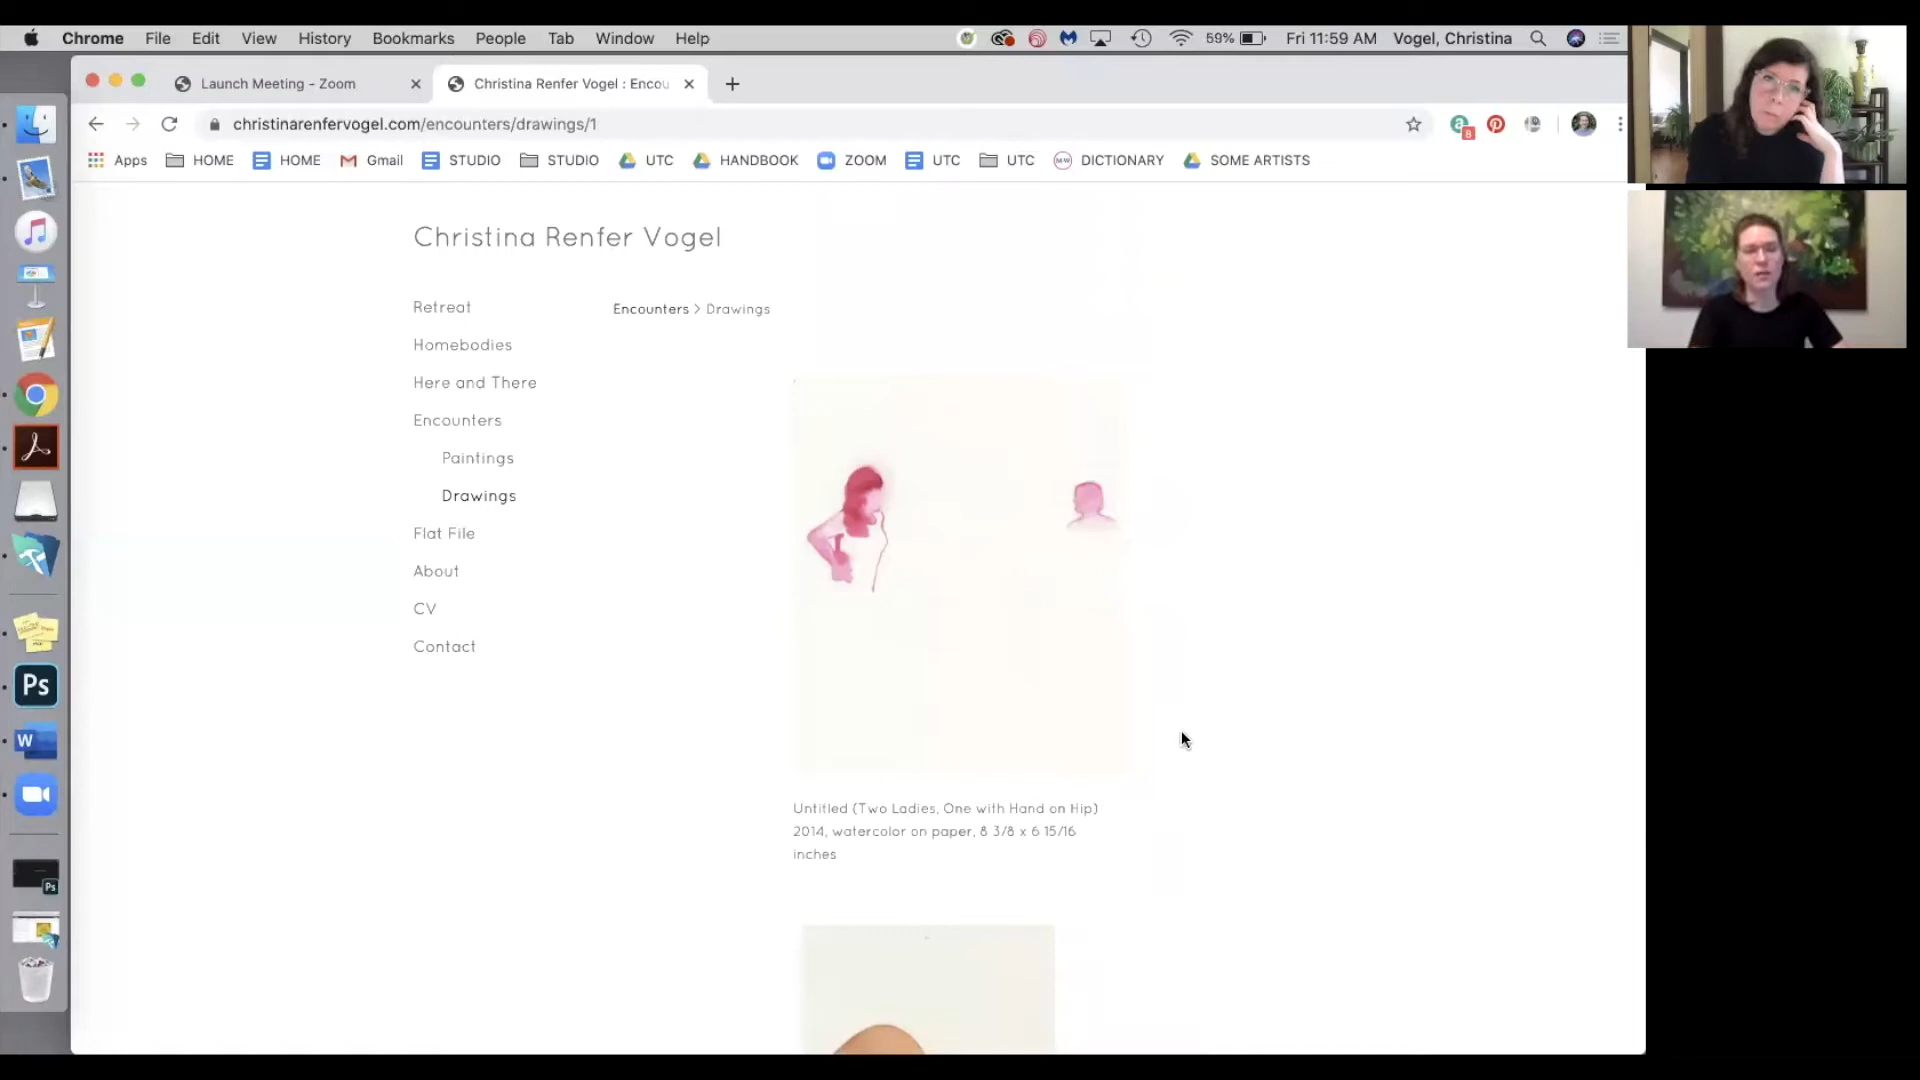 Chrome File Edit View History Bookmarks People Tab Window Help 59% Fri 11:59 AM Vogel, Christina
Launch Meeting - Zoom
Christina Renfer Vogel : Encou
christinarenfervogel.com/encounters/drawings/1
8
Apps HOME HOME Gmail STUDIO STUDIO UTC HANDBOOK ZOOM UTC UTC DICTIONARY SOME ARTISTS
Christina Renfer Vogel
Retreat
Encounters > Drawings
Homebodies
Here and There
Encounters
Paintings
Drawings
Flat File
About
CV
Contact
Untitled (Two Ladies, One with Hand on Hip)
2014, watercolor on paper, 8 3/8 x 6 15/16
inches
Ps
W
Ps